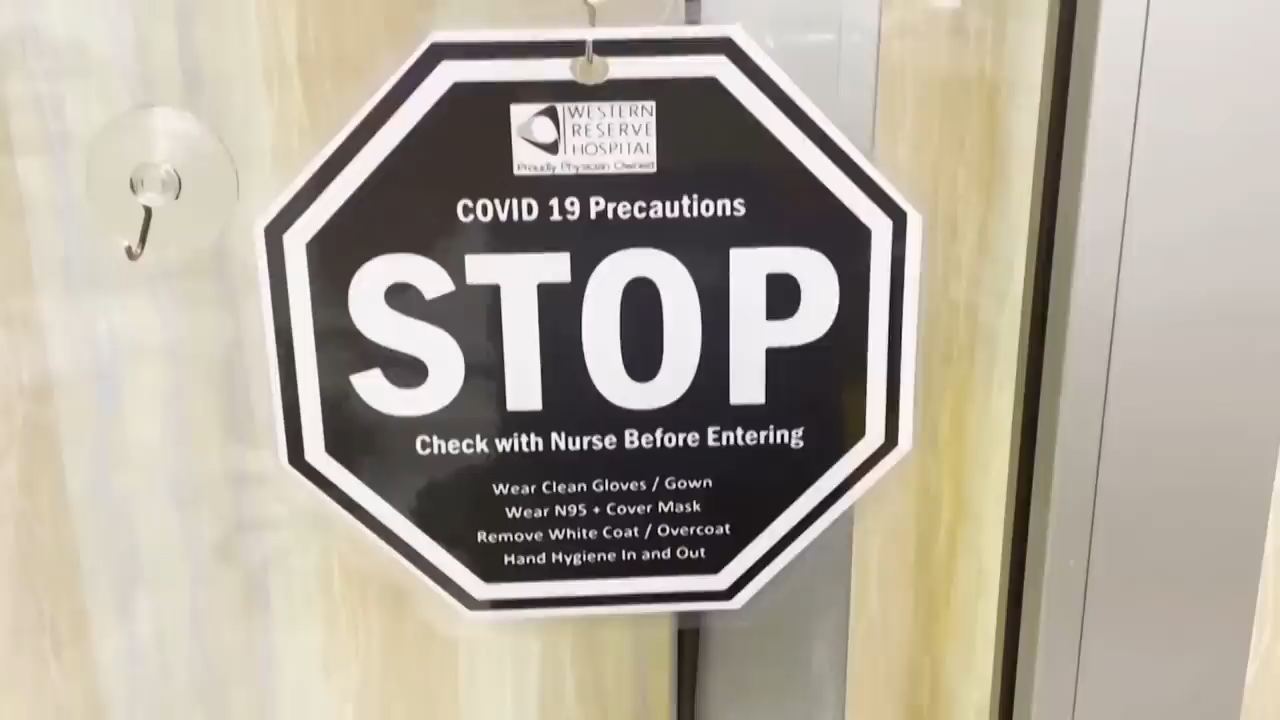 WESTERN
RESERVE
HOSPITAL
Proudly Physician Owned
COVID 19 Precautions
STOP
Check with Nurse Before Entering
Wear Clean Gloves / Gown
Wear N95 + Cover Mask
Remove White Coat / Overcoat
Hand Hygiene In and Out